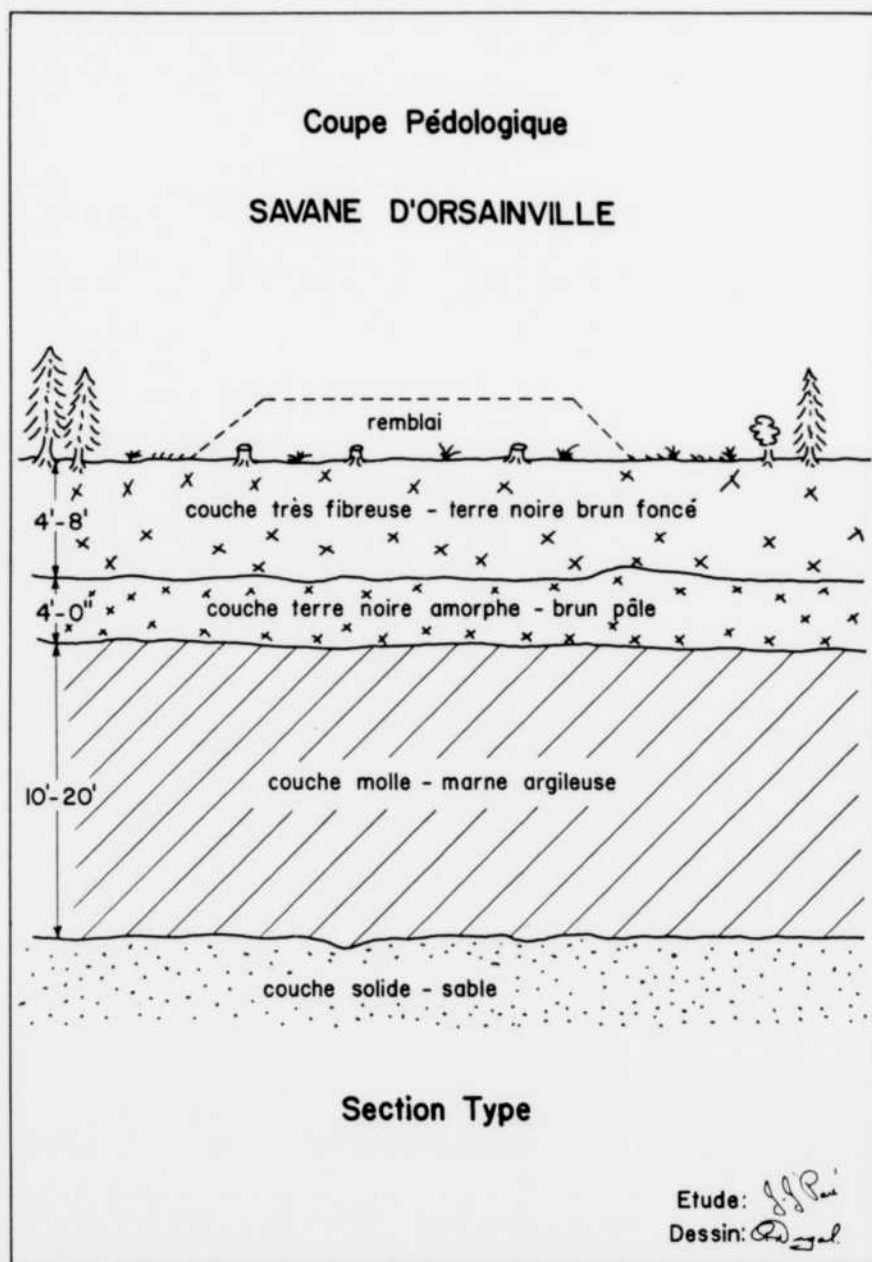 Coupe Pédologique
SAVANE D'ORSAINVILLE
remblai
4'-8'
couche très fibreuse - terre noire brun foncé
4'-0"
couche terre noire amorphe - brun pâle
10'-20'
couche molle - marne argileuse
couche solide - sable
Section Type
Etude:
Dessin: